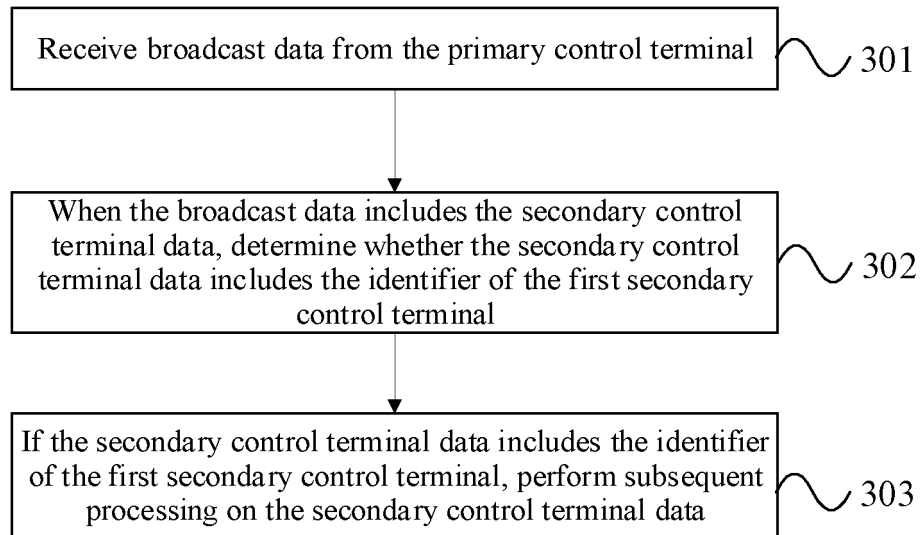 Receive broadcast data from the primary control terminal
301
When the broadcast data includes the secondary control
terminal data, determine whether the secondary control
terminal data includes the identifier of the first secondary
control terminal
302
If the secondary control terminal data includes the identifier
of the first secondary control terminal, perform subsequent
processing on the secondary control terminal data
303